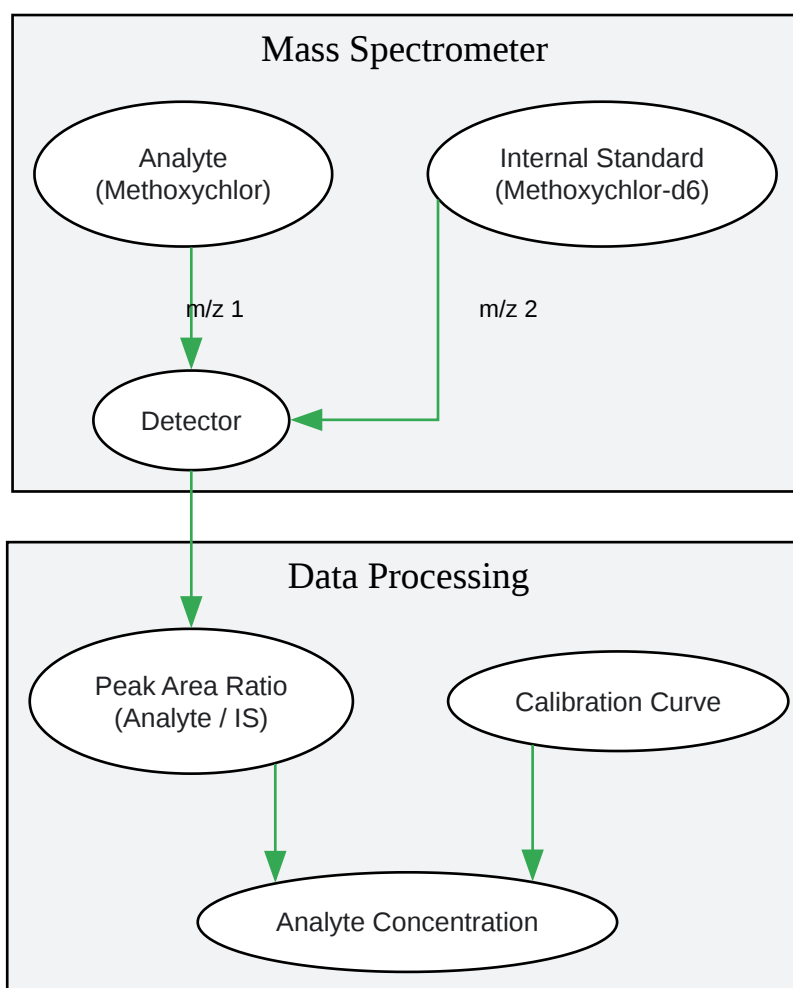 Mass Spectrometer
Analyte
(Methoxychlor)
Internal Standard
(Methoxychlor-d6)
m/z 1
m/z 2
Detector
Data Processing
Peak Area Ratio
(Analyte / IS)
Calibration Curve
Analyte Concentration